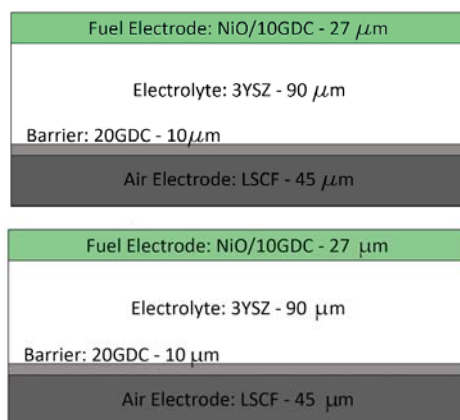 Fuel Electrode: NiO/10GDC - 27 μm
Electrolyte: 3YSZ - 90 μm
Barrier: 20GDC - 10μm
Air Electrode: LSCF - 45 μm
Fuel Electrode: NiO/10GDC - 27 μm
Electrolyte: 3YSZ - 90 μm
Barrier: 20GDC - 10 μm
Air Electrode: LSCF - 45 μm